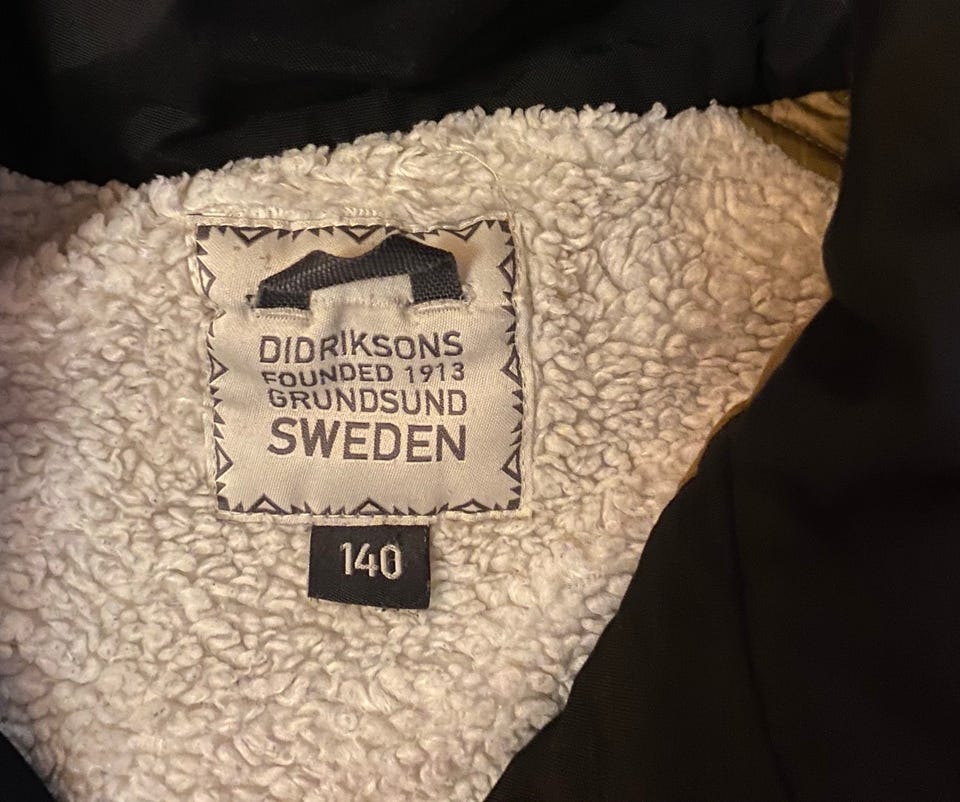 DIDRIKSONS
FOUNDED 1913
GRUNDSUND
SWEDEN
140